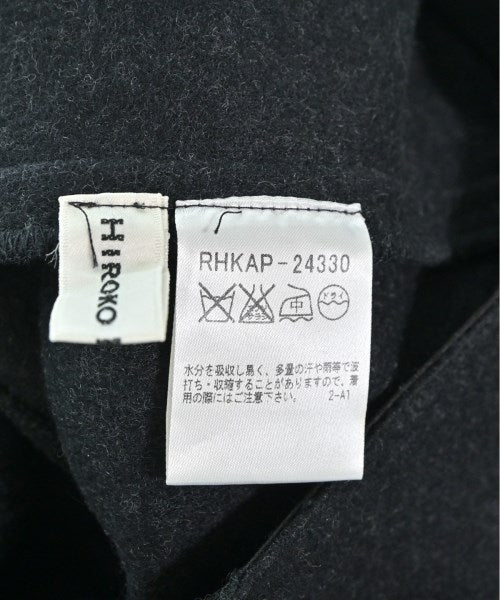 HIROKO
RHKAP-24330
水分を吸収し易く、多量の汗や雨等で波
打ち・収縮することがありますので、着
用の際にはご注意下さい。 2-A1